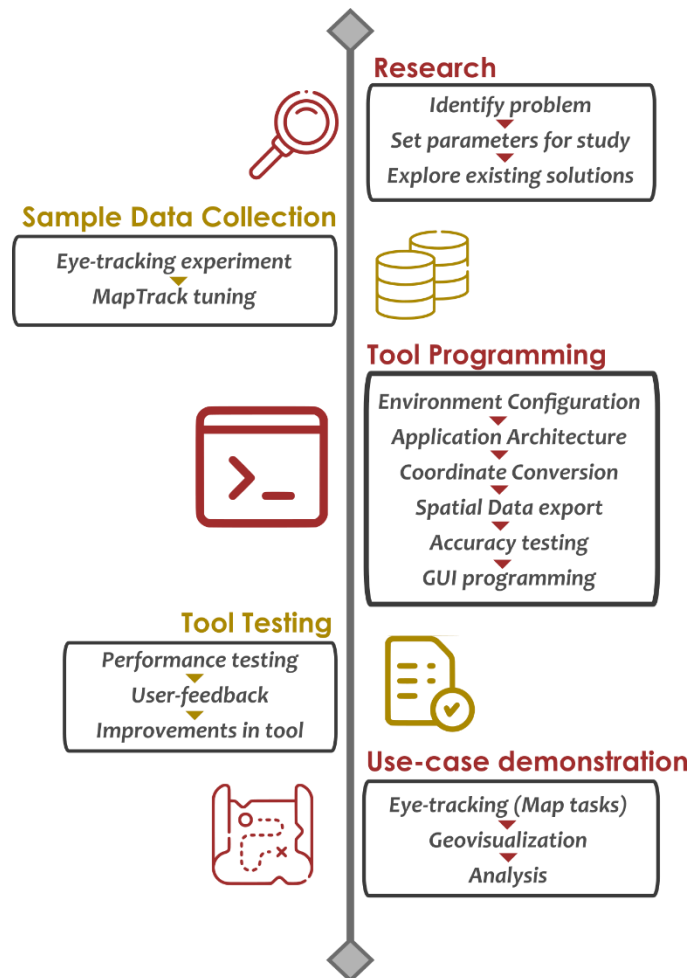 Research
Identify problem
Set parameters for study
Explore existing solutions
Sample Data Collection
Eye-tracking experiment
MapTrack tuning
Tool Programming
Environment Configuration
Application Architecture
Coordinate Conversion
Spatial Data export
Accuracy testing
GUI programming
Tool Testing
Performance testing
User-feedback
Improvements in tool
Use-case demonstration
Eye-tracking (Map tasks)
Geovisualization
Analysis